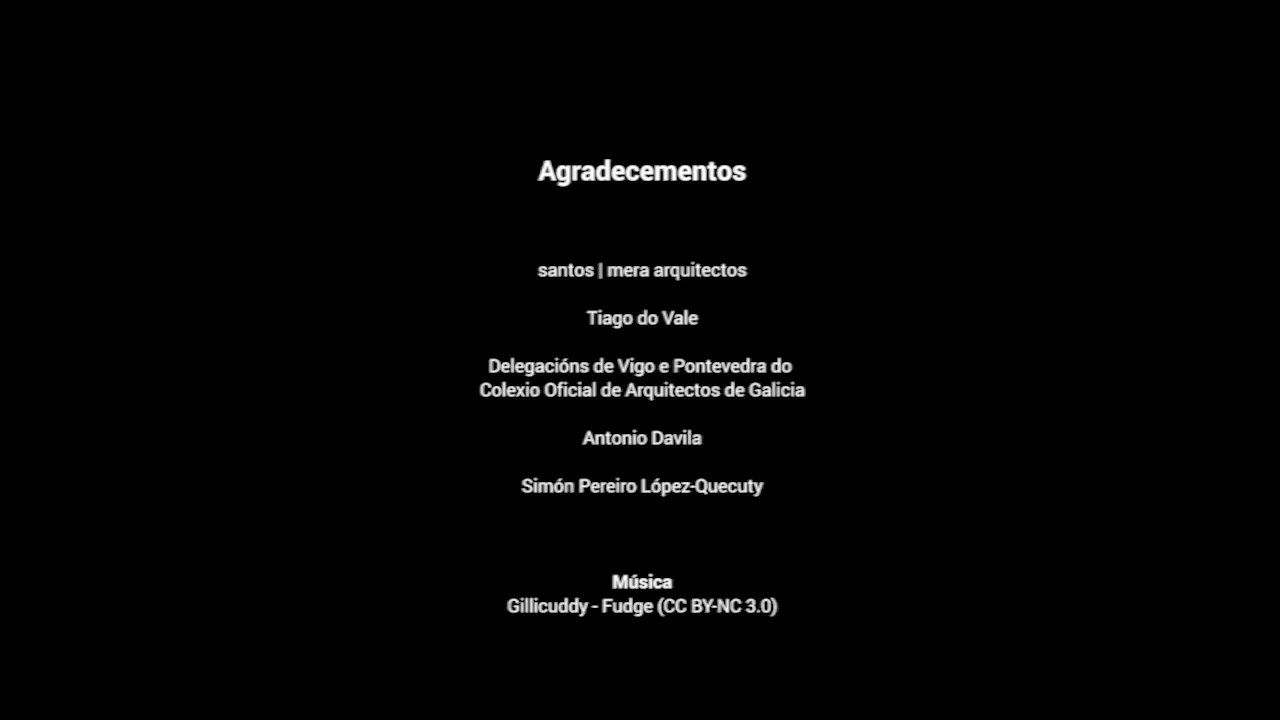 Agradecementos
santos | mera arquitectos
Tiago do Vale
Delegacións de Vigo e Pontevedra do
Colexio Oficial de Arquitectos de Galicia
Antonio Davila
Simón Pereiro López-Quecuty
Música
Gillicuddy - Fudge (CC BY-NC 3.0)